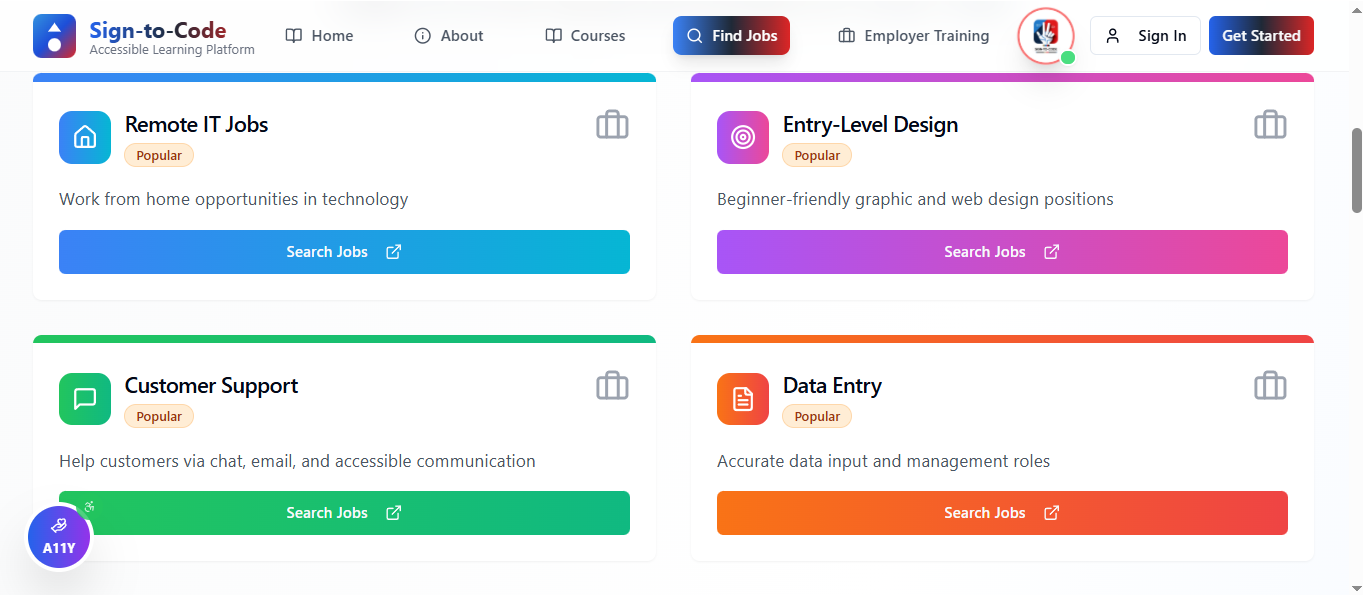 Sign-to-Code
Accessible Learning Platform
Home
About
Courses
Find Jobs
Employer Training
Sign In
Get Started
Remote IT Jobs
Popular
Work from home opportunities in technology
Search Jobs
Entry-Level Design
Popular
Beginner-friendly graphic and web design positions
Search Jobs
Customer Support
Popular
Help customers via chat, email, and accessible communication
Search Jobs
Data Entry
Popular
Accurate data input and management roles
Search Jobs
A11Y